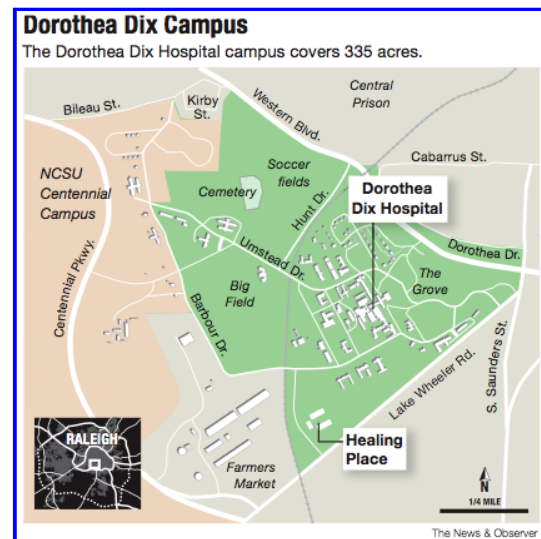 Dorothea Dix Campus
The Dorothea Dix Hospital campus covers 335 acres.
Bileau St.
Kirby
St.
Western Blvd.
Central
Prison
Cabarrus St.
NCSU
Centennial
Campus
Soccer
fields
Cemetery
Hunt Dr.
Dorothea
Dix Hospital
Centennial Pkwy.
Umstead Dr.
Dorothea Dr.
Big
Field
The
Grove
Barbour Dr.
Lake Wheeler Rd.
S. Saunders St.
RALEIGH
Healing
Place
Farmers
Market
N
1/4 MILE
The News & Observer